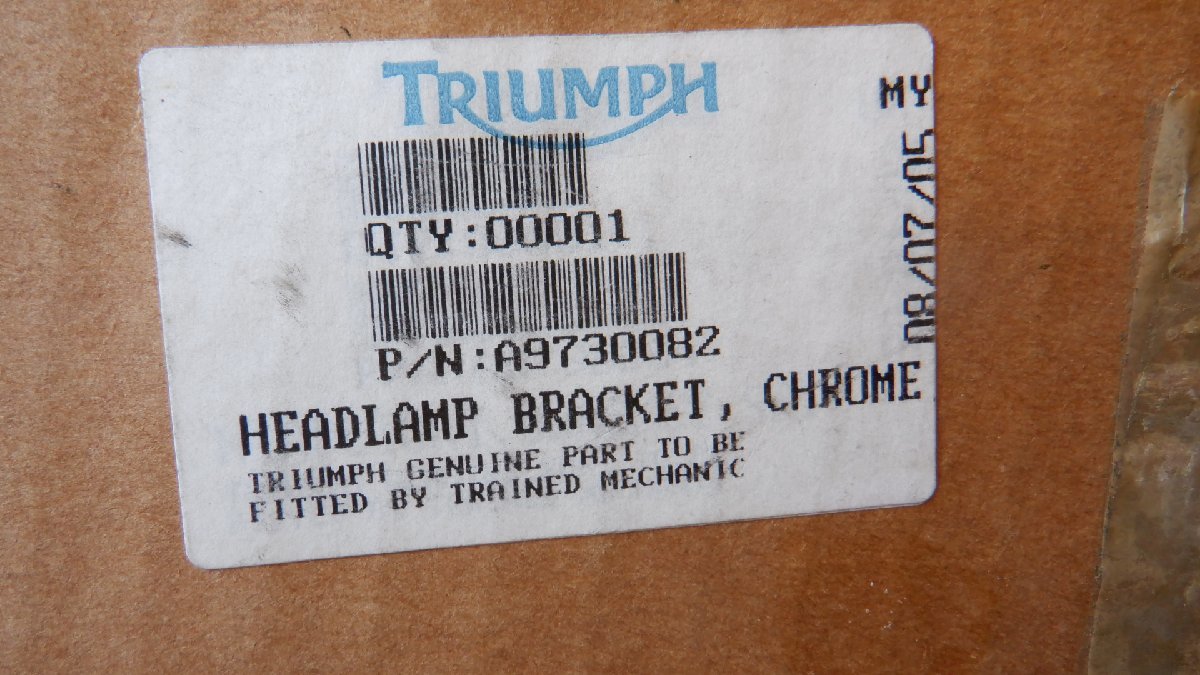 TRIUMPH
MY
08/07/05
QTY:00001
P/N:A9730082
HEADLAMP BRACKET, CHROME
TRIUMPH GENUINE PART TO BE
FITTED BY TRAINED MECHANIC